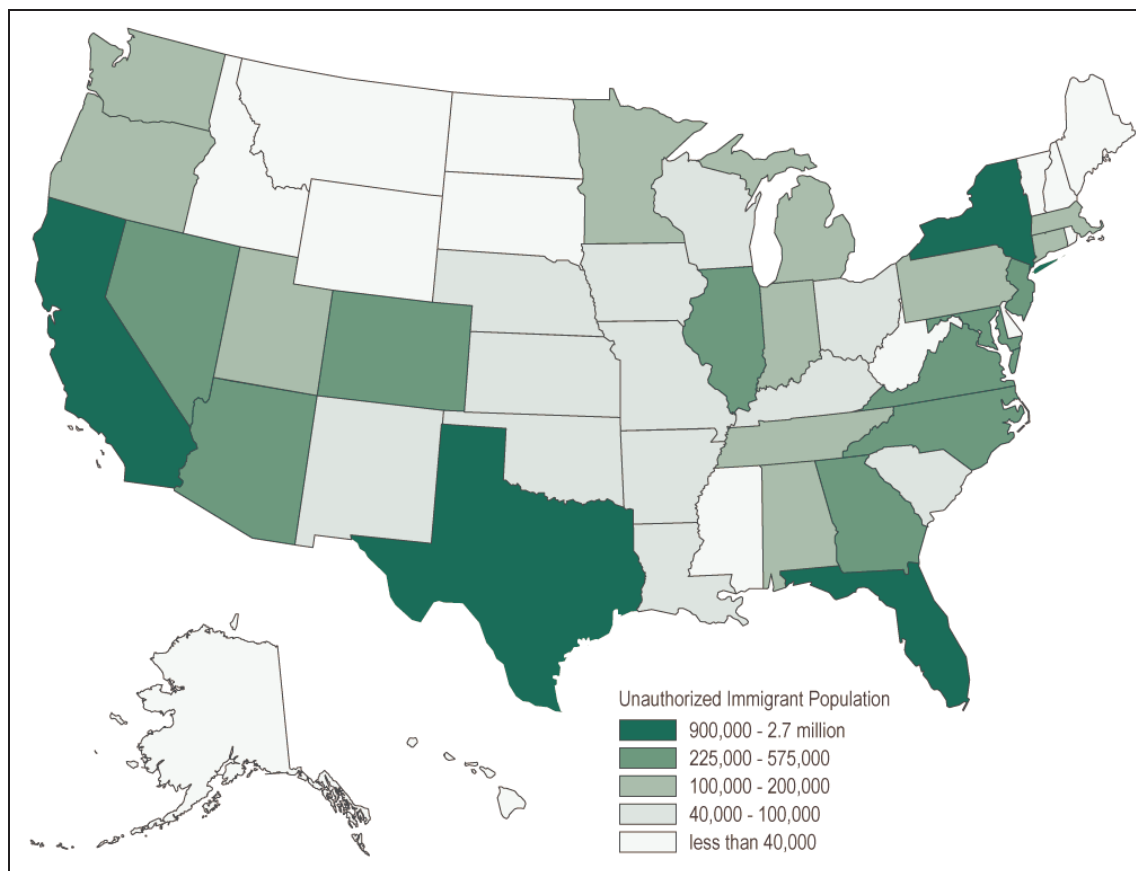 Unauthorized Immigrant Population
900,000 - 2.7 million
225,000 - 575,000
100,000 - 200,000
40,000 - 100,000
less than 40,000